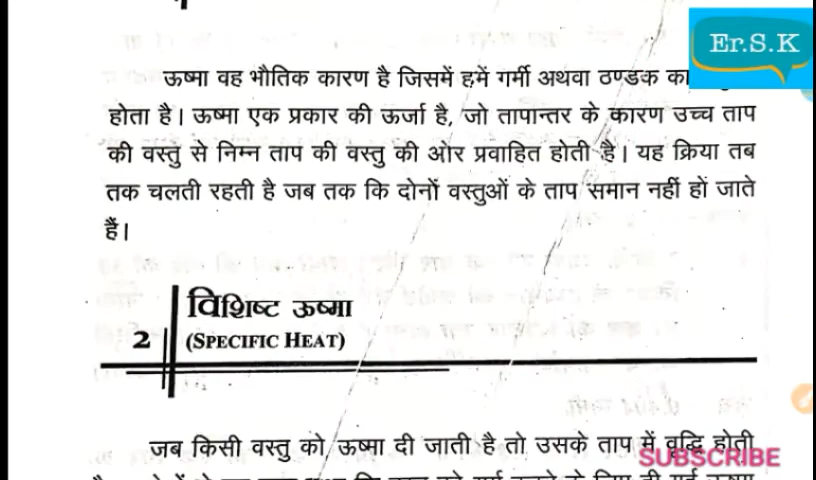 Er.S.K
ऊष्मा वह भौतिक कारण है जिसमें हमें गर्मी अथवा ठण्डक का
होता है। ऊष्मा एक प्रकार की ऊर्जा है, जो तापान्तर के कारण उच्च ताप
की वस्तु से निम्न ताप की वस्तु की ओर प्रवाहित होती है। यह क्रिया तब
तक चलती रहती है जब तक कि दोनों वस्तुओं के ताप समान नहीं हो जाते
हैं।
विशिष्ट ऊष्मा
2 (SPECIFIC HEAT)
जब किसी वस्तु को ऊष्मा दी जाती है तो उसके ताप में वृद्धि होती
SUBSCRIBE